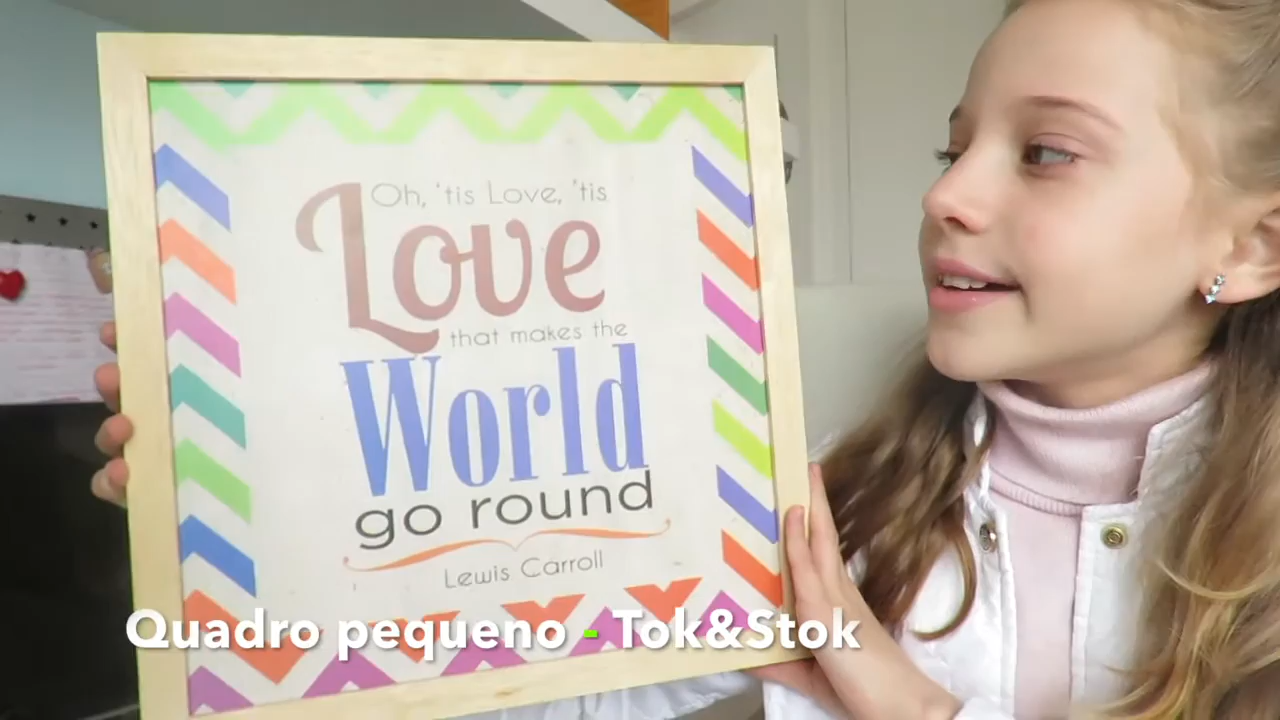 Oh, 'tis Love, 'tis
Love
that makes the
World
go round
Lewis Carroll
Quadro pequeno - Tok&Stok